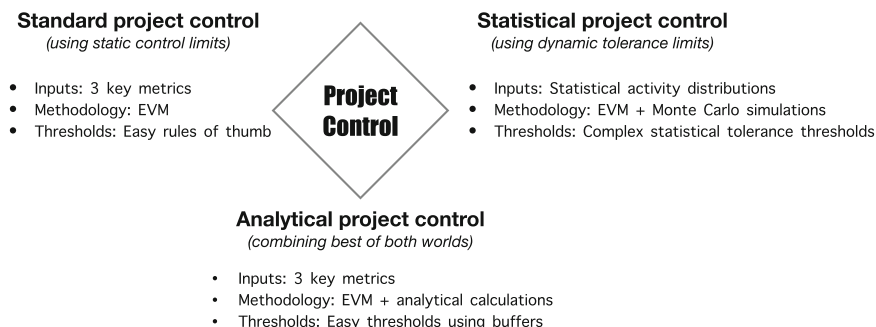 Standard project control
(using static control limits)
• Inputs: 3 key metrics
• Methodology: EVM
• Thresholds: Easy rules of thumb
Project
Control
Statistical project control
(using dynamic tolerance limits)
• Inputs: Statistical activity distributions
• Methodology: EVM + Monte Carlo simulations
• Thresholds: Complex statistical tolerance thresholds
Analytical project control
(combining best of both worlds)
• Inputs: 3 key metrics
• Methodology: EVM + analytical calculations
• Thresholds: Easy thresholds using buffers